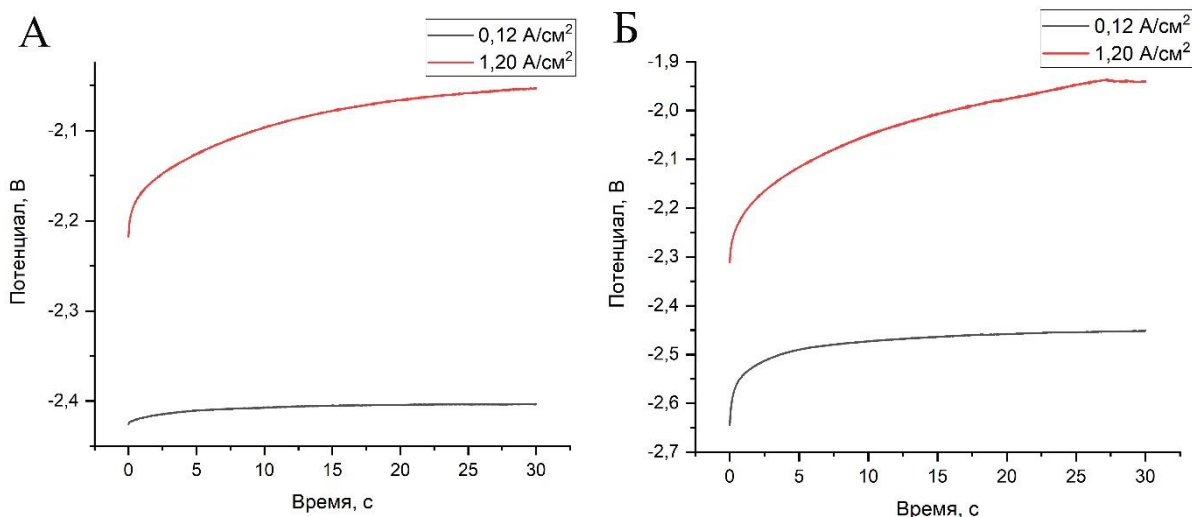 А
0,12 А/см²
1,20 А/см²
Потенциал, В
-2,1
-2,2
-2,3
-2,4
0 5 10 15 20 25 30
Время, с
Б
0,12 А/см²
1,20 А/см²
Потенциал, В
-1,9
-2,0
-2,1
-2,2
-2,3
-2,4
-2,5
-2,6
-2,7
0 5 10 15 20 25 30
Время, с